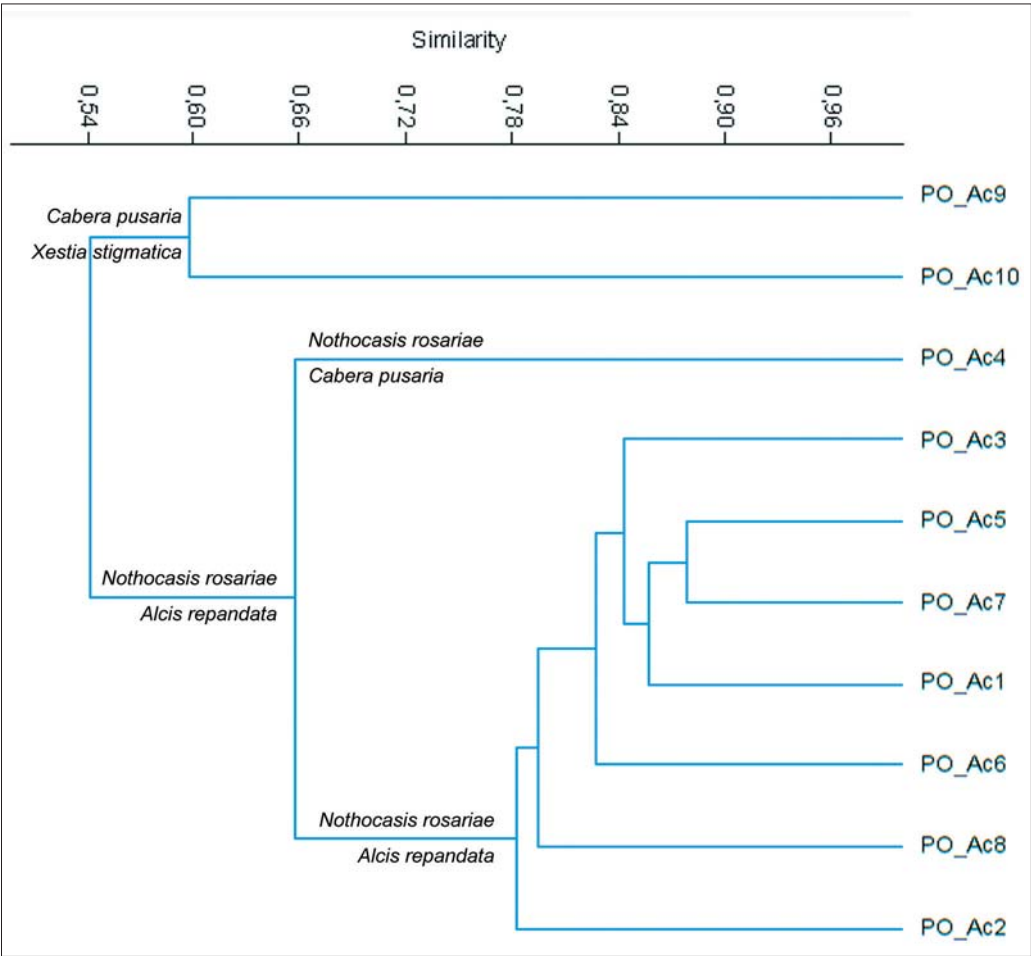 Similarity
0,54
0,60
0,66
0,72
0,78
0,84
0,90
0,96
PO_Ac9
Cabera pusaria
Xestia stigmatica
PO_Ac10
Nothocasis rosariae
PO_Ac4
Cabera pusaria
PO_Ac3
PO_Ac5
Nothocasis rosariae
PO_Ac7
Alcis repandata
PO_Ac1
PO_Ac6
Nothocasis rosariae
PO_Ac8
Alcis repandata
PO_Ac2